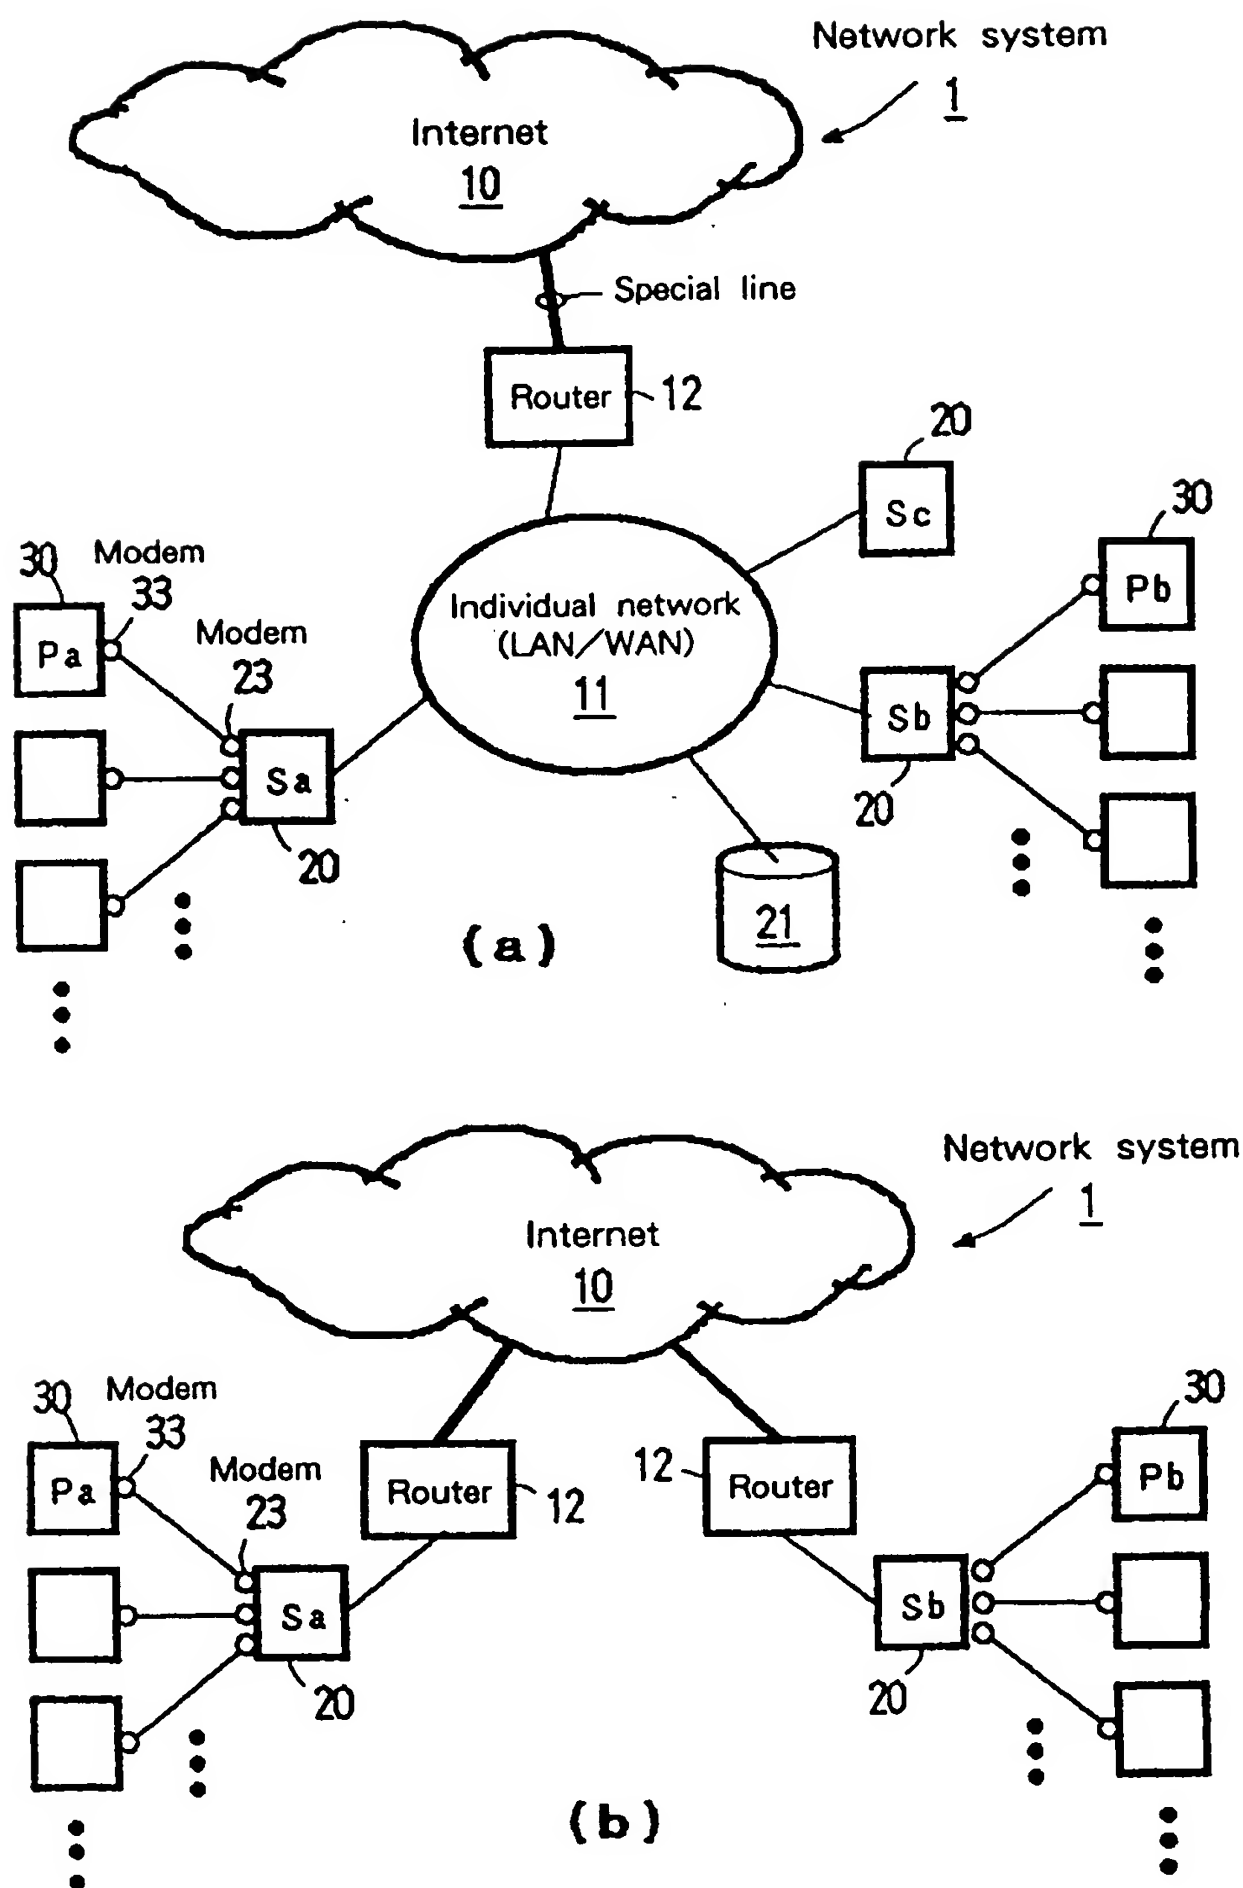 Network system
1
Internet
10
Special line
Router
12
20
Sc
30
Pb
30
Modem
33
Pa
Modem
23
Individual network
(LAN/WAN)
11
Sb
20
Sa
20
21
(a)
Network system
1
Internet
10
30
Modem
33
30
Pa
Modem
23
Router
12
12
Router
Pb
Sa
20
Sb
20
(b)